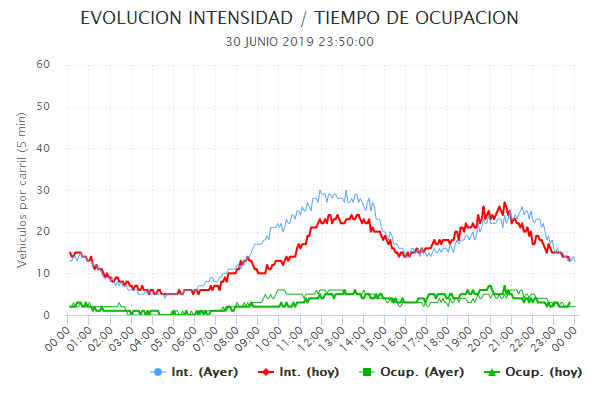 EVOLUCION INTENSIDAD / TIEMPO DE OCUPACION
30 JUNIO 2019 23:50:00
Vehiculos por carril (5 min)
60
50
40
30
20
10
0
00:00 01:00 02:00 03:00 04:00 05:00 06:00 07:00 08:00 09:00 10:00 11:00 12:00 13:00 14:00 15:00 16:00 17:00 18:00 19:00 20:00 21:00 22:00 23:00 00:00
Int. (Ayer) Int. (hoy) Ocup. (Ayer) Ocup. (hoy)